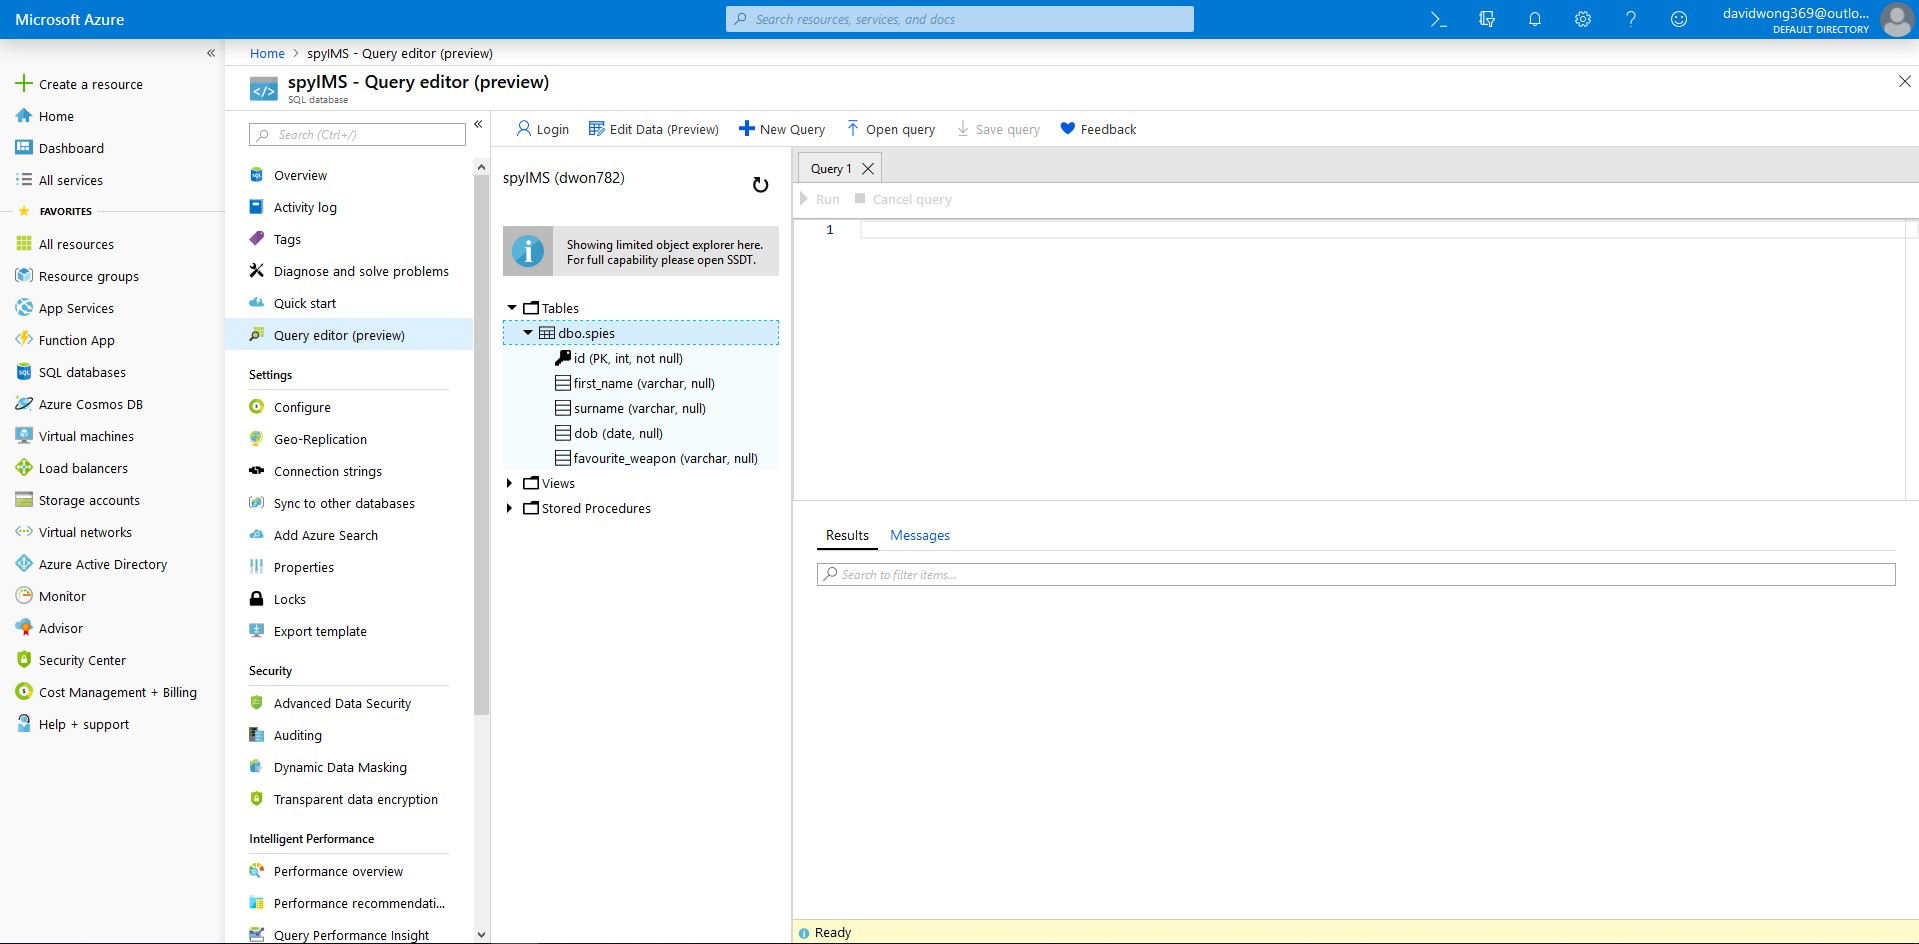 Microsoft Azure
Search resources, services, and docs
davidwong369@outlo...
DEFAULT DIRECTORY
Create a resource
Home
Dashboard
All services
FAVORITES
All resources
Resource groups
App Services
Function App
SQL databases
Azure Cosmos DB
Virtual machines
Load balancers
Storage accounts
Virtual networks
Azure Active Directory
Monitor
Advisor
Security Center
Cost Management + Billing
Help + support
Home > spyIMS - Query editor (preview)
spyIMS - Query editor (preview)
SQL database
Search (Ctrl+/)
Overview
Activity log
Tags
Diagnose and solve problems
Quick start
Query editor (preview)
Settings
Configure
Geo-Replication
Connection strings
Sync to other databases
Add Azure Search
Properties
Locks
Export template
Security
Advanced Data Security
Auditing
Dynamic Data Masking
Transparent data encryption
Intelligent Performance
Performance overview
Performance recommendati...
Query Performance Insight
Login
Edit Data (Preview)
New Query
Open query
Save query
Feedback
spyIMS (dwon782)
Showing limited object explorer here.
For full capability please open SSDT.
Tables
dbo.spies
id (PK, int, not null)
first_name (varchar, null)
surname (varchar, null)
dob (date, null)
favourite_weapon (varchar, null)
Views
Stored Procedures
Query 1
Run
Cancel query
1
Results
Messages
Search to filter items...
Ready